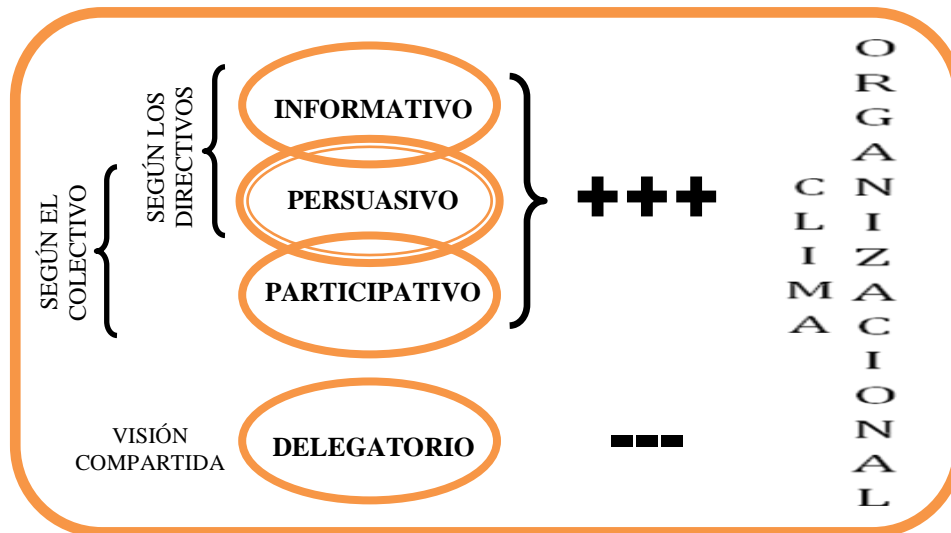 SEGÚN EL
COLECTIVO
SEGÚN LOS
DIRECTIVOS
INFORMATIVO
PERSUASIVO
PARTICIPATIVO
+++
CLIMA
ORGANIZACIONAL
VISIÓN
COMPARTIDA
DELEGATORIO
---